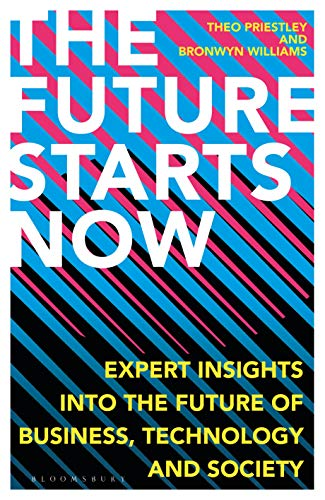 THEO PRIESTLEY
AND
BRONWYN WILLIAMS
THE
FUTURE
STARTS
NOW
EXPERT INSIGHTS
INTO THE FUTURE OF
BUSINESS, TECHNOLOGY
AND SOCIETY
BLOOMSBURY